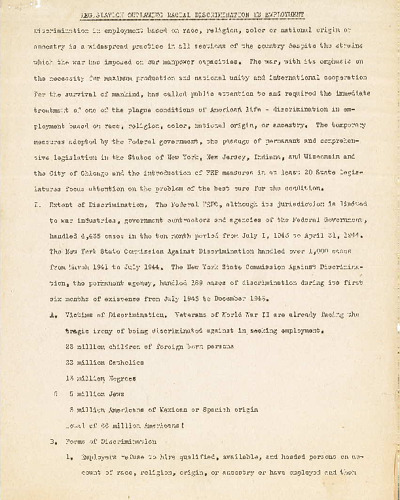 LEGISLATION OUTLAWING RACIAL DISCRIMINATION IN EMPLOYMENT
Discrimination in employment based on race, religion, color or national origin or
ancestry is a widespread practice in all sections of the country despite the strains
which the war has imposed on our manpower capacities. The war, with its emphasis on
the necessity for maximum production and national unity and international cooperation
for the survival of mankind, has called public attention to and required the immediate
treatment of one of the plague conditions of American life - discrimination in em-
ployment based on race, religion, color, national origin, or ancestry. The temporary
measures adopted by the Federal government, the passage of permanent and comprehen-
sive legislation in the States of New York, New Jersey, Indiana, and Wisconsin and
the City of Chicago and the introduction of FEP measures in at least 20 State legis-
latures focus attention on the problem of the best cure for the condition.
I. Extent of Discrimination. The Federal FEPC, although its jurisdiction is limited
to war industries, government contractors and agencies of the Federal Government,
handled cases in the ten month period from July 1, 1943 to April 31, 1944.
The New York State Commission Against Discrimination handled over 1,000 cases
from March 1941 to July 1944. The New York State Commission Against Discrimina-
tion, the permanent agency, handled cases of discrimination during its first
six months of existence from July 1945 to December 1945.
A. Victims of Discrimination. Veterans of World War II are already facing the
tragic irony of being discriminated against in seeking employment.
million children of foreign born persons
million Catholics
13 million Negroes
5 million Jews
3 million Americans of Mexican or Spanish origin
Total of 66 million Americans!
B. Forms of Discrimination
1. Employers refuse to hire qualified, available, and needed persons on ac-
count of race, religion, origin, or ancestry or have employed and then